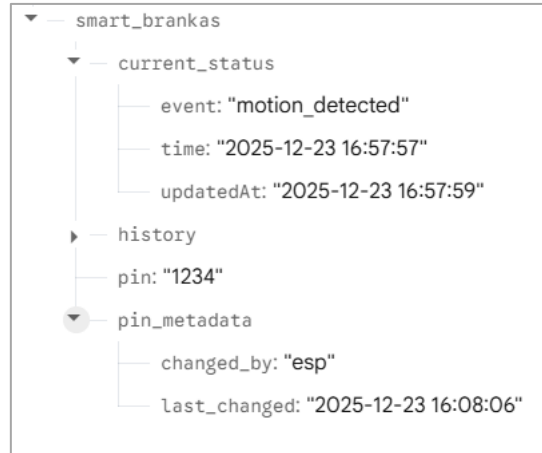 smart_brankas
current_status
event: "motion_detected"
time: "2025-12-23 16:57:57"
updatedAt: "2025-12-23 16:57:59"
history
pin: "1234"
pin_metadata
changed_by: "esp"
last_changed: "2025-12-23 16:08:06"